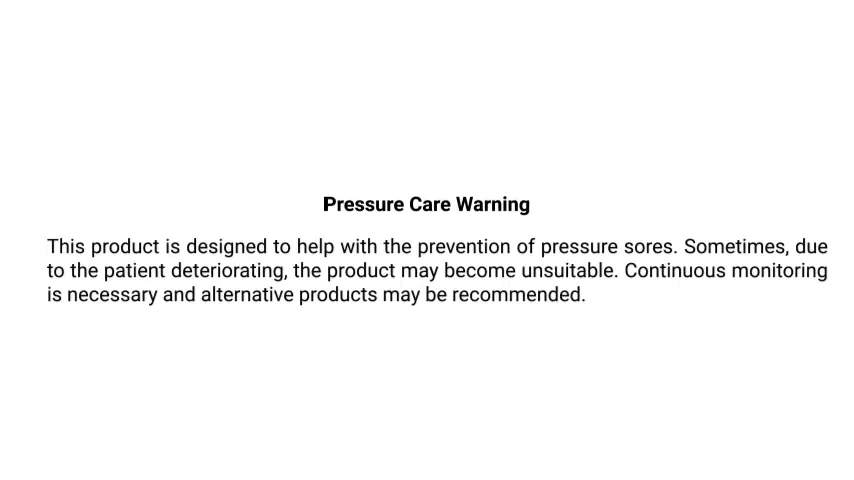 Pressure Care Warning
This product is designed to help with the prevention of pressure sores. Sometimes, due
to the patient deteriorating, the product may become unsuitable. Continuous monitoring
is necessary and alternative products may be recommended.